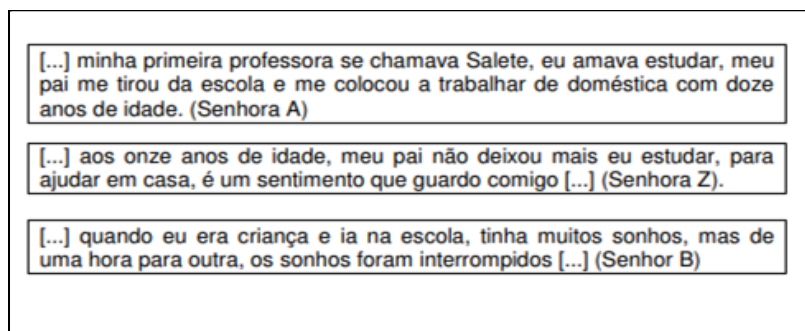 [...] minha primeira professora se chamava Salete, eu amava estudar, meu
pai me tirou da escola e me colocou a trabalhar de doméstica com doze
anos de idade. (Senhora A)
[...] aos onze anos de idade, meu pai não deixou mais eu estudar, para
ajudar em casa, é um sentimento que guardo comigo [...] (Senhora Z).
[...] quando eu era criança e ia na escola, tinha muitos sonhos, mas de
uma hora para outra, os sonhos foram interrompidos [...] (Senhor B)